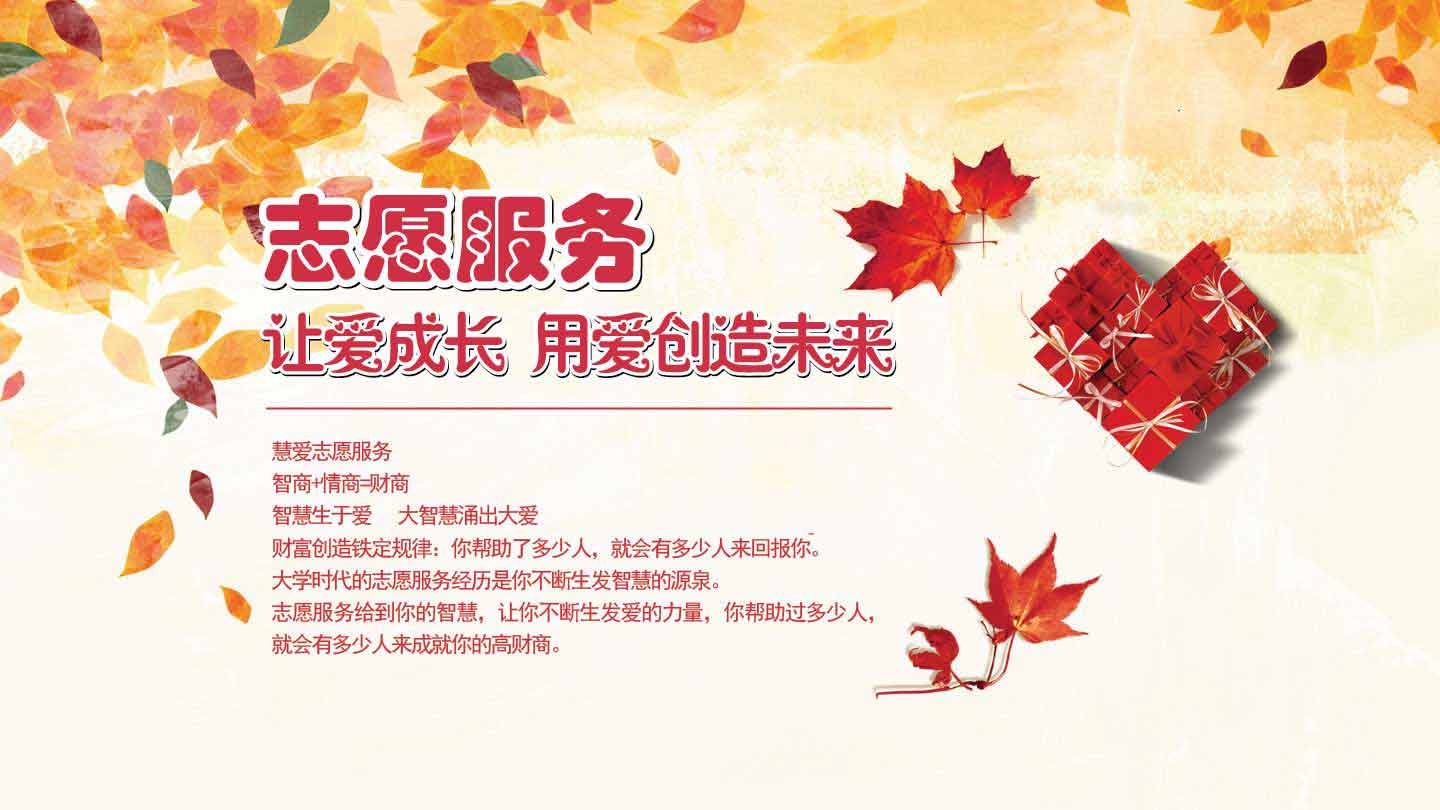 志愿服务
让爱成长 用爱创造未来
慧爱志愿服务
智商+情商=财商
智慧生于爱 大智慧涌出大爱
财富创造铁定规律：你帮助了多少人，就会有多少人来回报你。
大学时代的志愿服务经历是你不断生发智慧的源泉。
志愿服务给到你的智慧，让你不断生发爱的力量，你帮助过多少人，
就会有多少人来成就你的高财商。